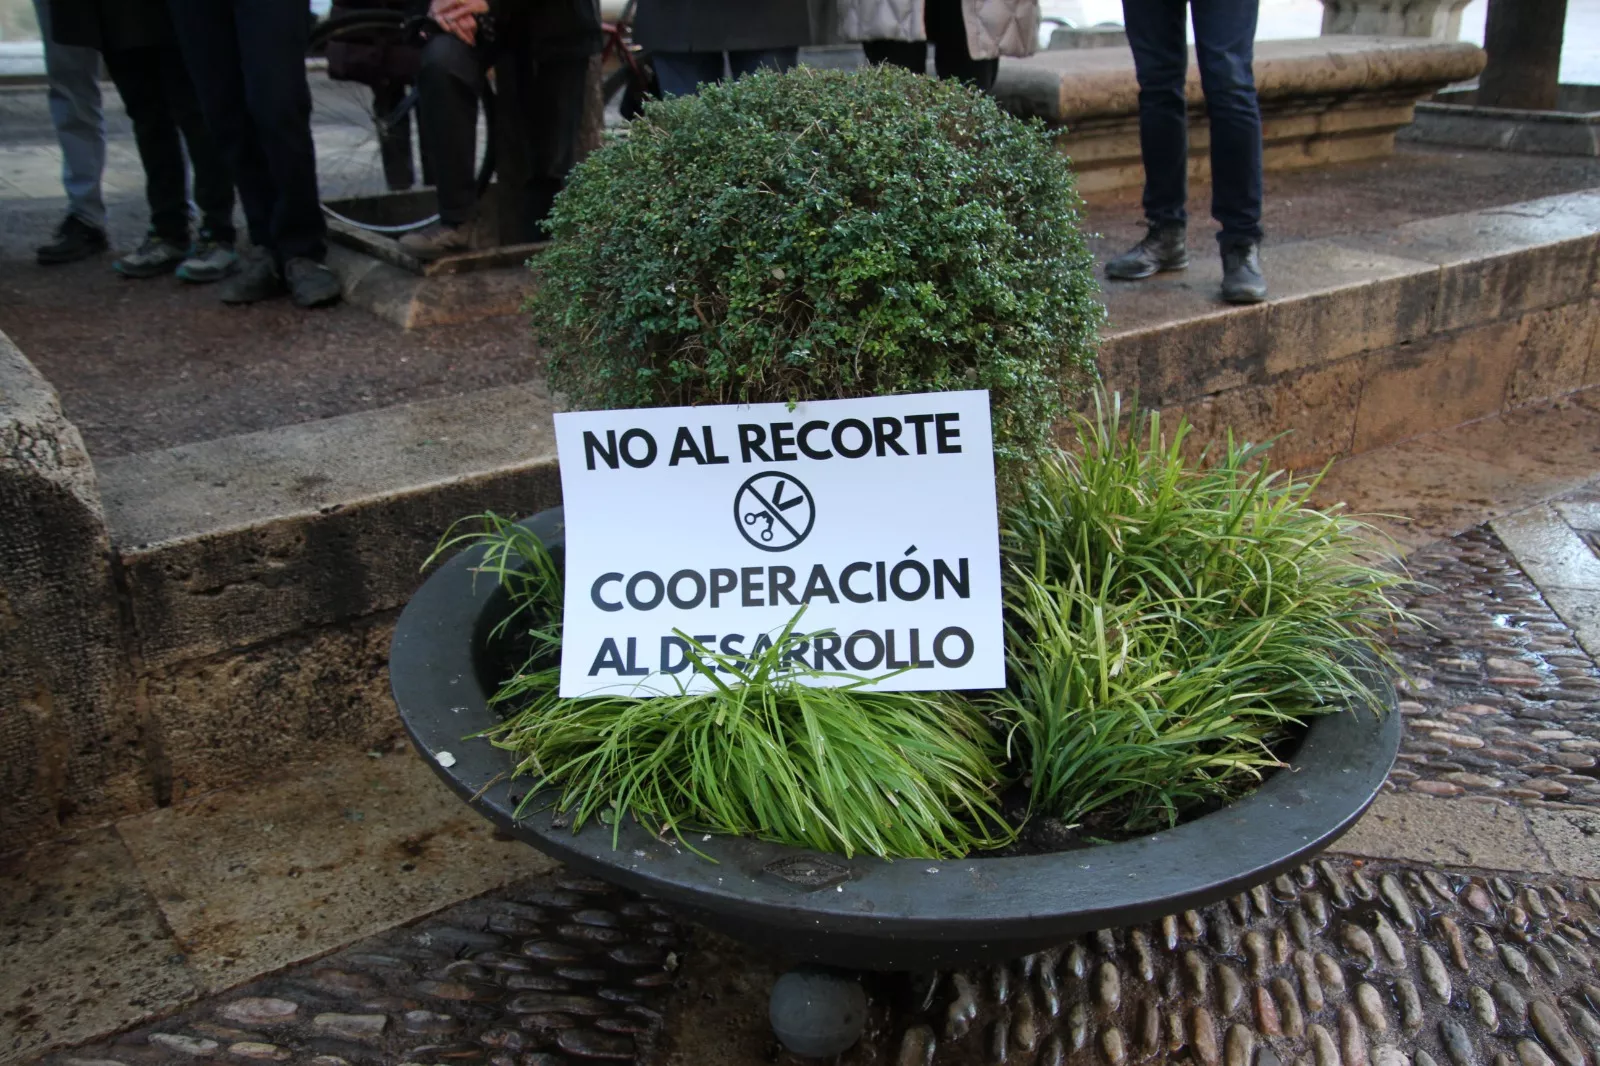 NO AL RECORTE
COOPERACIÓN
AL DESARROLLO